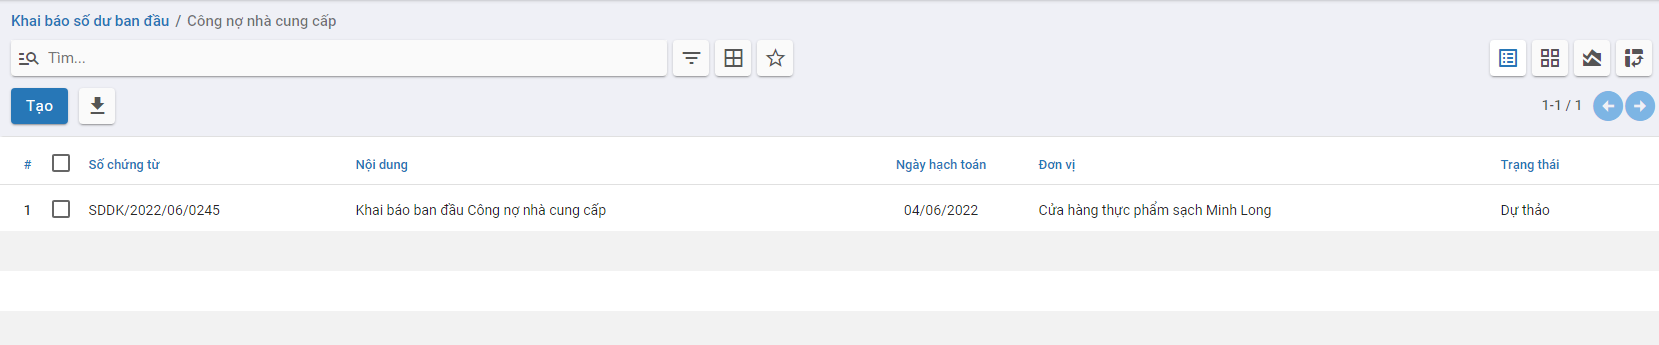 Khai báo số dư ban đầu / Công nợ nhà cung cấp
Tìm...
Tạo
1-1 / 1
# Số chứng từ Nội dung Ngày hạch toán Đơn vị Trạng thái
1 SDDK/2022/06/0245 Khai báo ban đầu Công nợ nhà cung cấp 04/06/2022 Cửa hàng thực phẩm sạch Minh Long Dự thảo